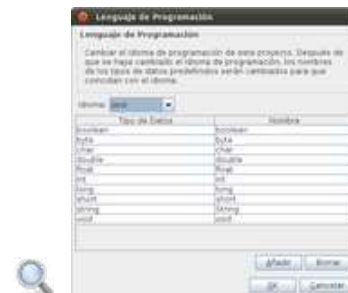 Lenguaje de Programación
Lenguaje de Programación
Cambiar el idioma de programación de este proyecto. Después de
que se haya cambiado el idioma de programación, los nombres
de los tipos de datos predefinidos serán cambiados para que
coincidan con el idioma.
Idioma: Java
Tipo de Datos Nombre
boolean boolean
byte byte
char char
double double
float float
int int
long long
short short
string String
void void
Añadir Borrar
OK Cancelar